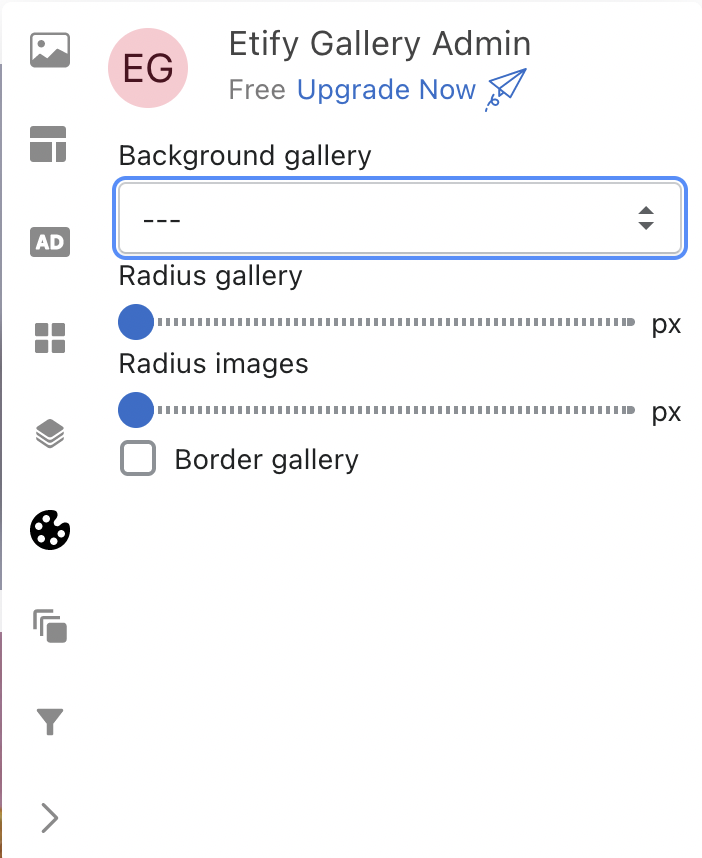 EG
Etify Gallery Admin
Free Upgrade Now
Background gallery
---
AD
Radius gallery
px
Radius images
px
Border gallery